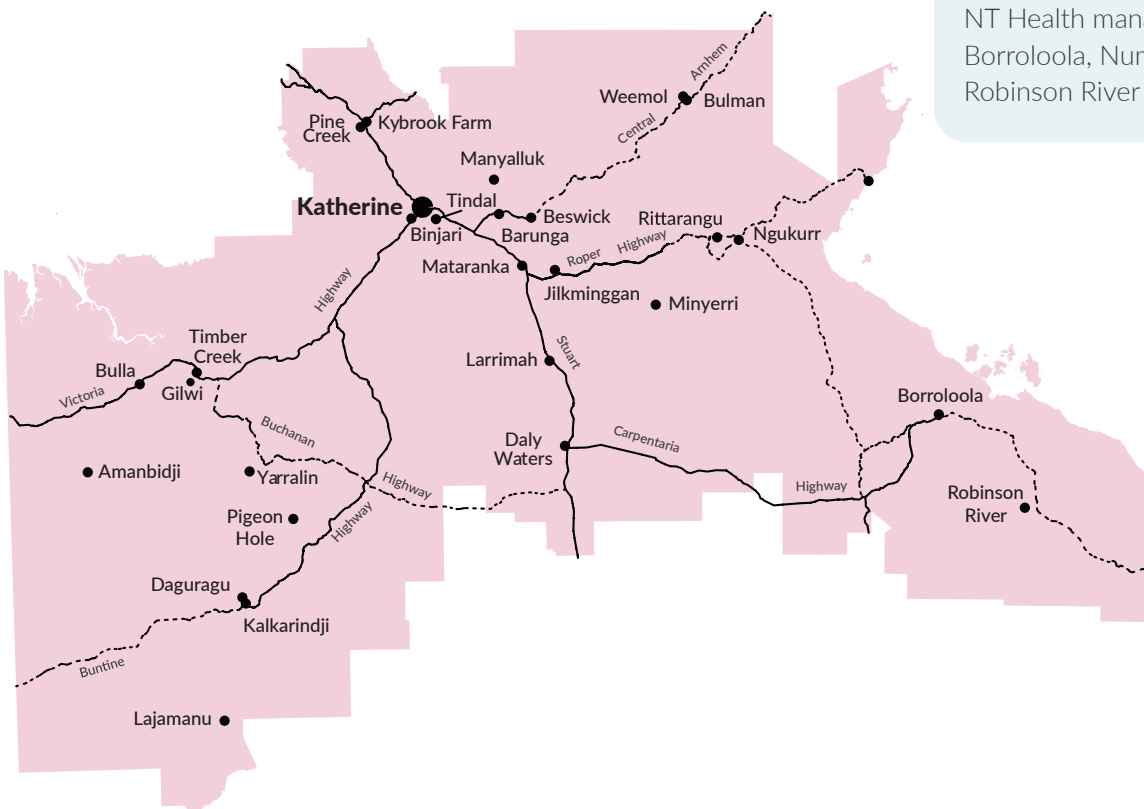 NT Health
Borroloola,
Robinson River
Arnhem
Weemol
Bulman
Pine
Creek
Kybrook Farm
Central
Manyalluk
Katherine
Tindal
Beswick
Binjari
Barunga
Rittarangu
Ngukurr
Mataranka
Roper
Highway
Jilkminggan
Minyerri
Highway
Timber
Creek
Bulla
Gilwi
Victoria
Larrimah
Stuart
Borroloola
Buchanan
Daly
Waters
Carpentaria
Amanbidji
Yarralin
Highway
Highway
Robinson
River
Pigeon
Hole
Highway
Daguragu
Kalkarindji
Buntine
Lajamanu